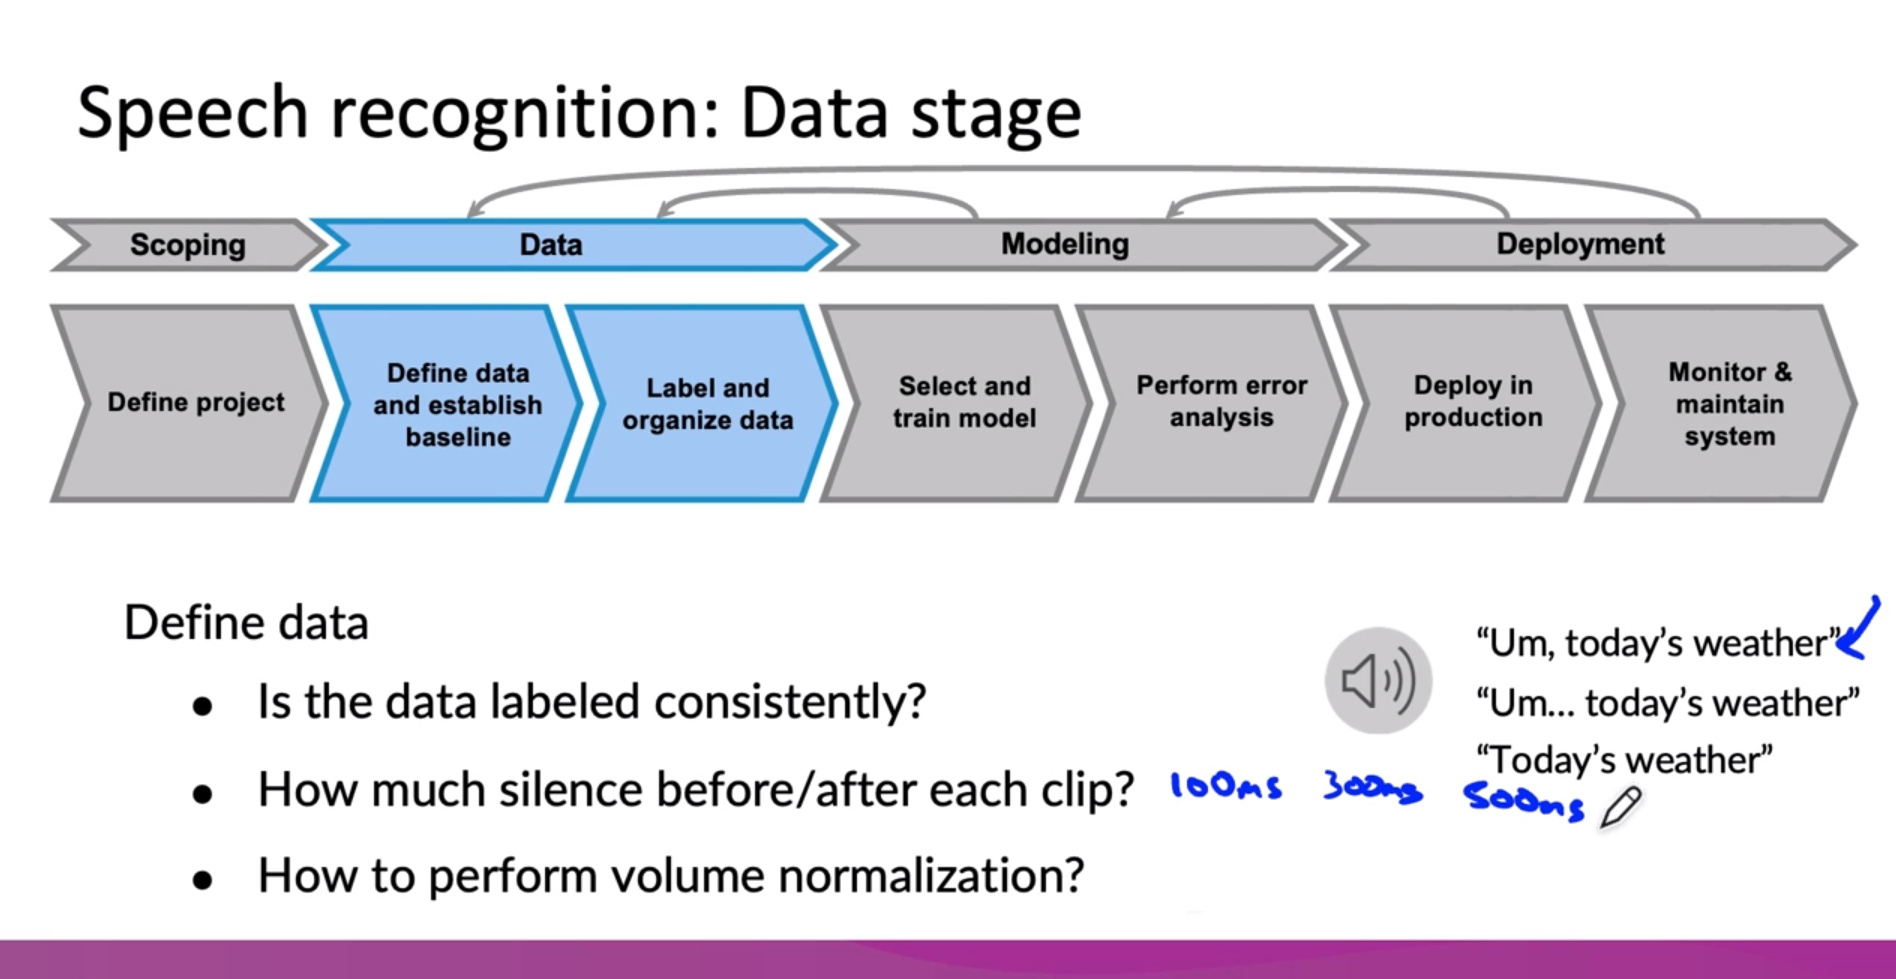 Speech recognition: Data stage
Scoping
Data
Modeling
Deployment
Define project
Define data
and establish
baseline
Label and
organize data
Select and
train model
Perform error
analysis
Deploy in
production
Monitor &
maintain
system
Define data
● Is the data labeled consistently?
● How much silence before/after each clip? 100ms 300ms 500ms
● How to perform volume normalization?
“Um, today’s weather”
“Um... today’s weather”
“Today’s weather”